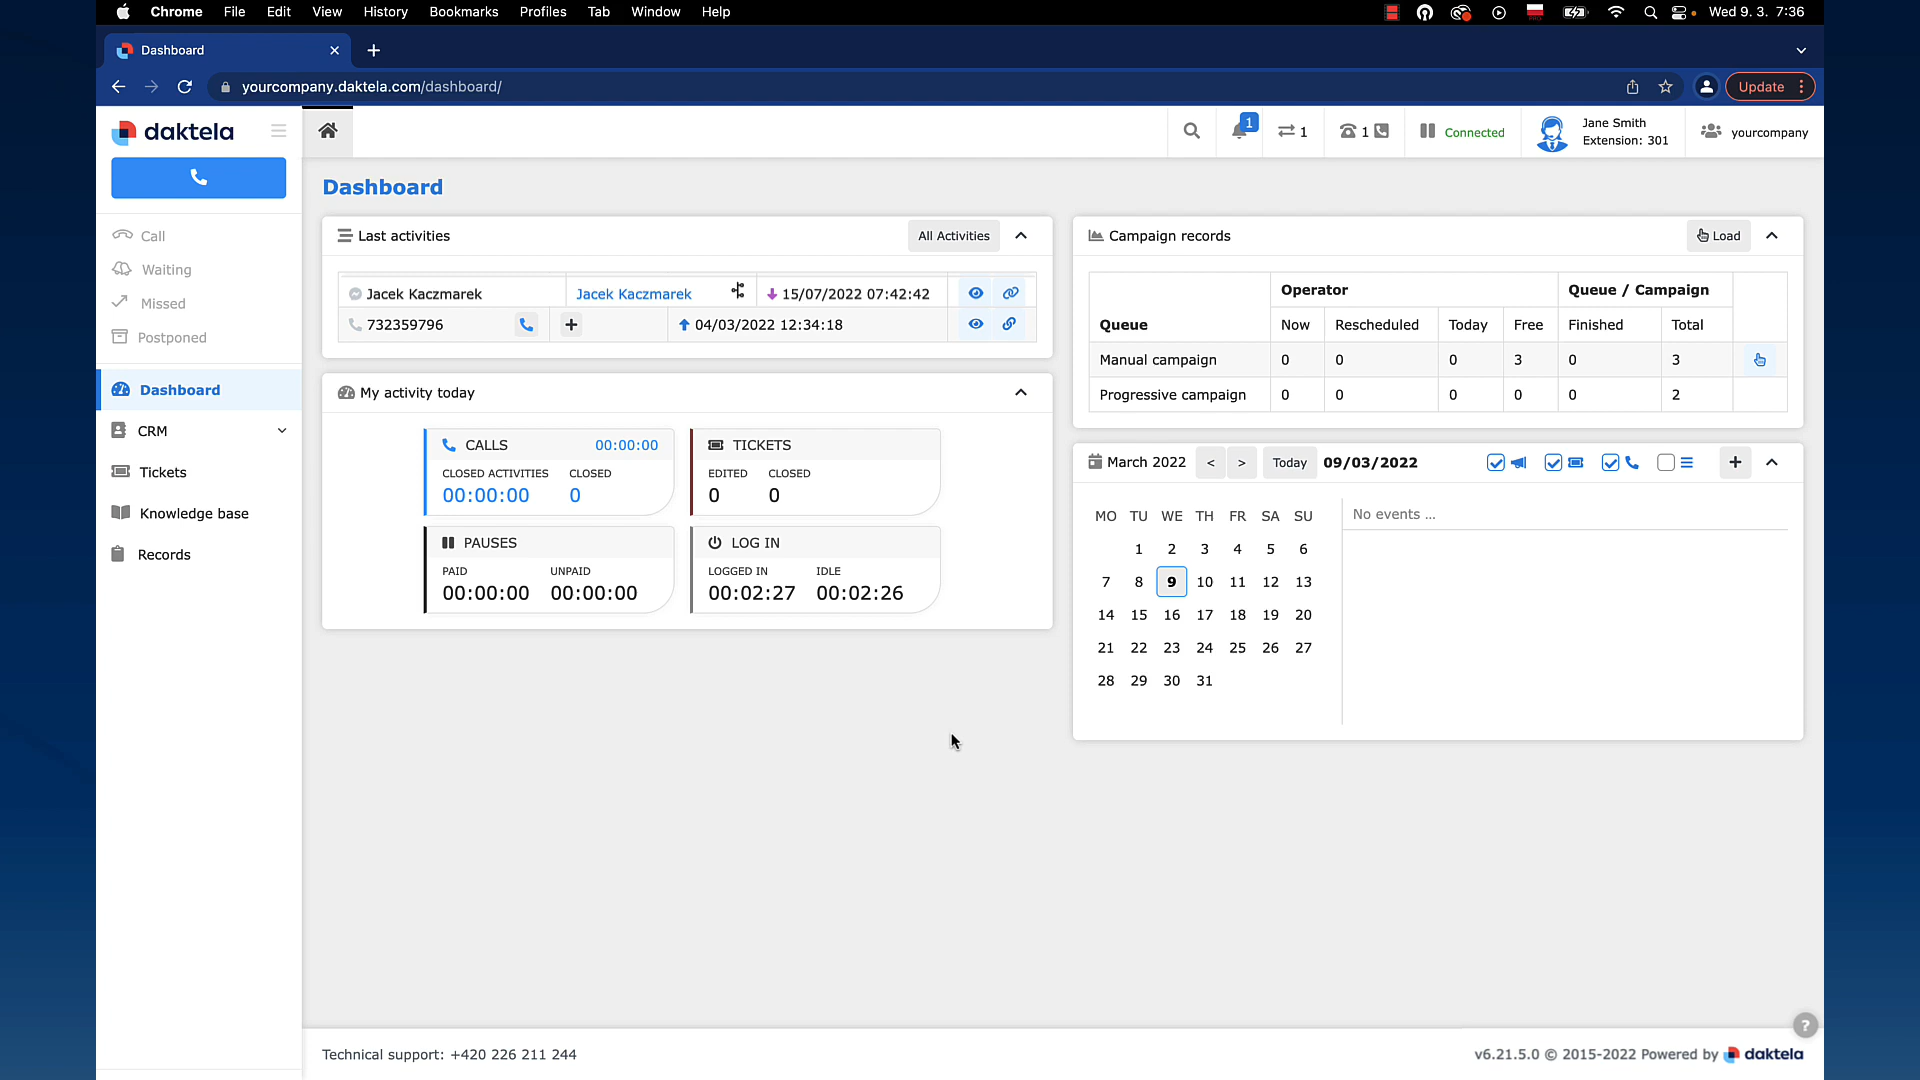 Chrome File Edit View History Bookmarks Profiles Tab Window Help Wed 9. 3. 7:36
Dashboard
yourcompany.daktela.com/dashboard/ Update
daktela
1 1 1 Connected Jane Smith
Extension: 301 yourcompany
Call
Waiting
Missed
Postponed
Dashboard
CRM
Tickets
Knowledge base
Records
Dashboard
Last activities All Activities
Jacek Kaczmarek Jacek Kaczmarek 15/07/2022 07:42:42
732359796 04/03/2022 12:34:18
My activity today
CALLS 00:00:00
CLOSED ACTIVITIES CLOSED
00:00:00 0
TICKETS
EDITED CLOSED
0 0
PAUSES
PAID UNPAID
00:00:00 00:00:00
LOG IN
LOGGED IN IDLE
00:02:27 00:02:26
Campaign records Load
Operator Queue / Campaign
Queue Now Rescheduled Today Free Finished Total
Manual campaign 0 0 0 3 0 3
Progressive campaign 0 0 0 0 0 2
March 2022 < > Today 09/03/2022 +
MO TU WE TH FR SA SU
1 2 3 4 5 6
7 8 9 10 11 12 13
14 15 16 17 18 19 20
21 22 23 24 25 26 27
28 29 30 31
No events ...
?
Technical support: +420 226 211 244
v6.21.5.0 © 2015-2022 Powered by daktela